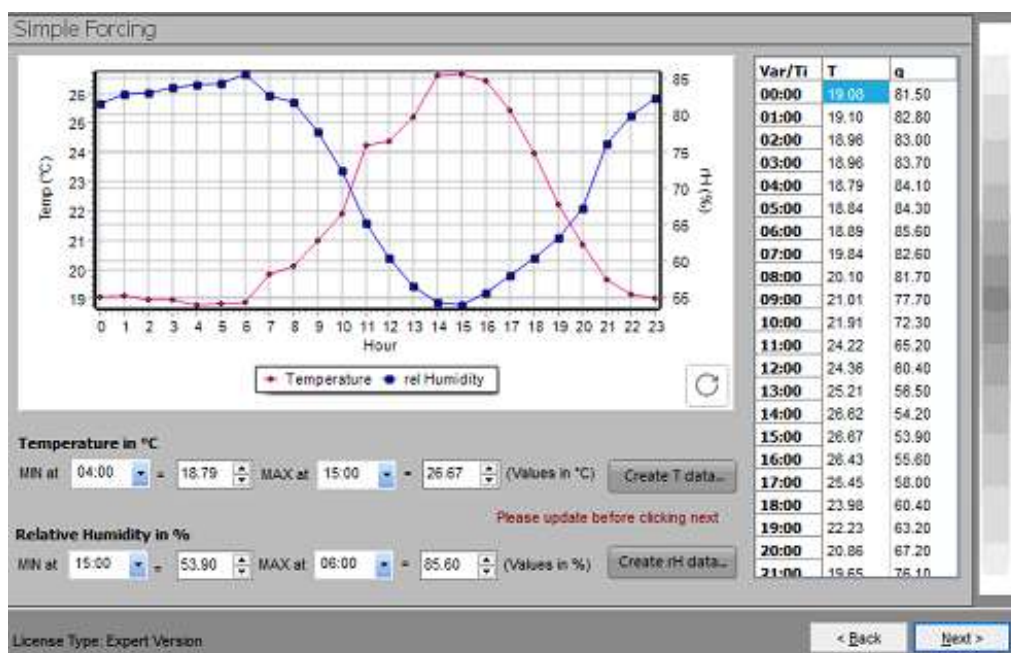 Simple Forcing
Temp (°C)
26
25
24
23
22
21
20
19
85
80
75
70
65
60
55
rH (%)
0 1 2 3 4 5 6 7 8 9 10 11 12 13 14 15 16 17 18 19 20 21 22 23
Hour
Temperature rel Humidity
Var/Ti T q
00:00 19.08 81.50
01:00 19.10 82.80
02:00 18.96 83.00
03:00 18.96 83.70
04:00 18.79 84.10
05:00 18.84 84.30
06:00 18.89 85.60
07:00 19.84 82.60
08:00 20.10 81.70
09:00 21.01 77.70
10:00 21.91 72.30
11:00 24.22 65.20
12:00 24.36 60.40
13:00 25.21 56.50
14:00 26.62 54.20
15:00 26.67 53.90
16:00 26.43 55.60
17:00 25.45 58.00
18:00 23.98 60.40
19:00 22.23 63.20
20:00 20.86 67.20
21:00 19.65 76.10
Temperature in °C
MIN at 04:00 = 18.79 MAX at 15:00 = 26.67 (Values in °C) Create T data...
Please update before clicking next
Relative Humidity in %
MIN at 15:00 = 53.90 MAX at 06:00 = 85.60 (Values in %) Create rH data...
License Type: Expert Version
< Back Next >